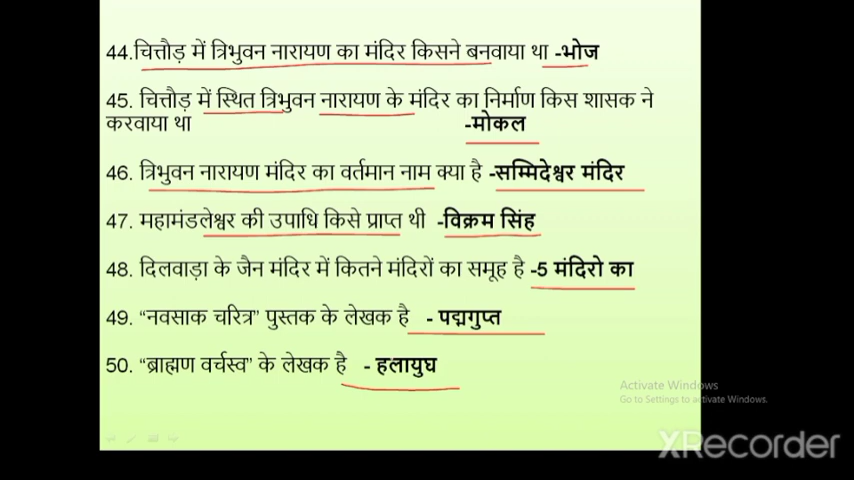 44.चित्तौड़ में त्रिभुवन नारायण का मंदिर किसने बनवाया था -भोज
45. चित्तौड़ में स्थित त्रिभुवन नारायण के मंदिर का निर्माण किस शासक ने
करवाया था -मोकल
46. त्रिभुवन नारायण मंदिर का वर्तमान नाम क्या है -सम्मिदेश्वर मंदिर
47. महामंडलेश्वर की उपाधि किसे प्राप्त थी -विक्रम सिंह
48. दिलवाड़ा के जैन मंदिर में कितने मंदिरों का समूह है -5 मंदिरो का
49. “नवसाक चरित्र” पुस्तक के लेखक है - पद्मगुप्त
50. “ब्राह्मण वर्चस्व” के लेखक है - हलायुघ
Activate Windows
Go to Settings to activate Windows.
XRecorder